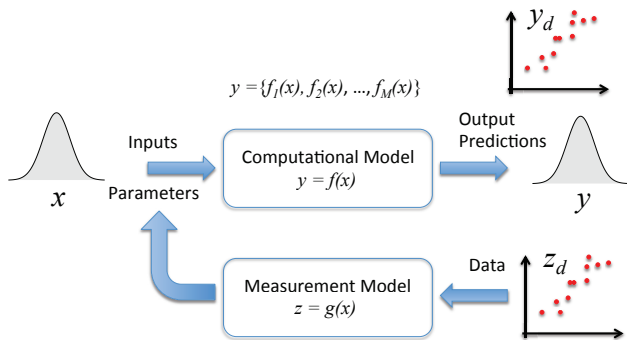 y_d
y = {f_1(x), f_2(x), ..., f_M(x)}
Inputs
Parameters
x
Computational Model
y = f(x)
Output
Predictions
y
Measurement Model
z = g(x)
Data
z_d